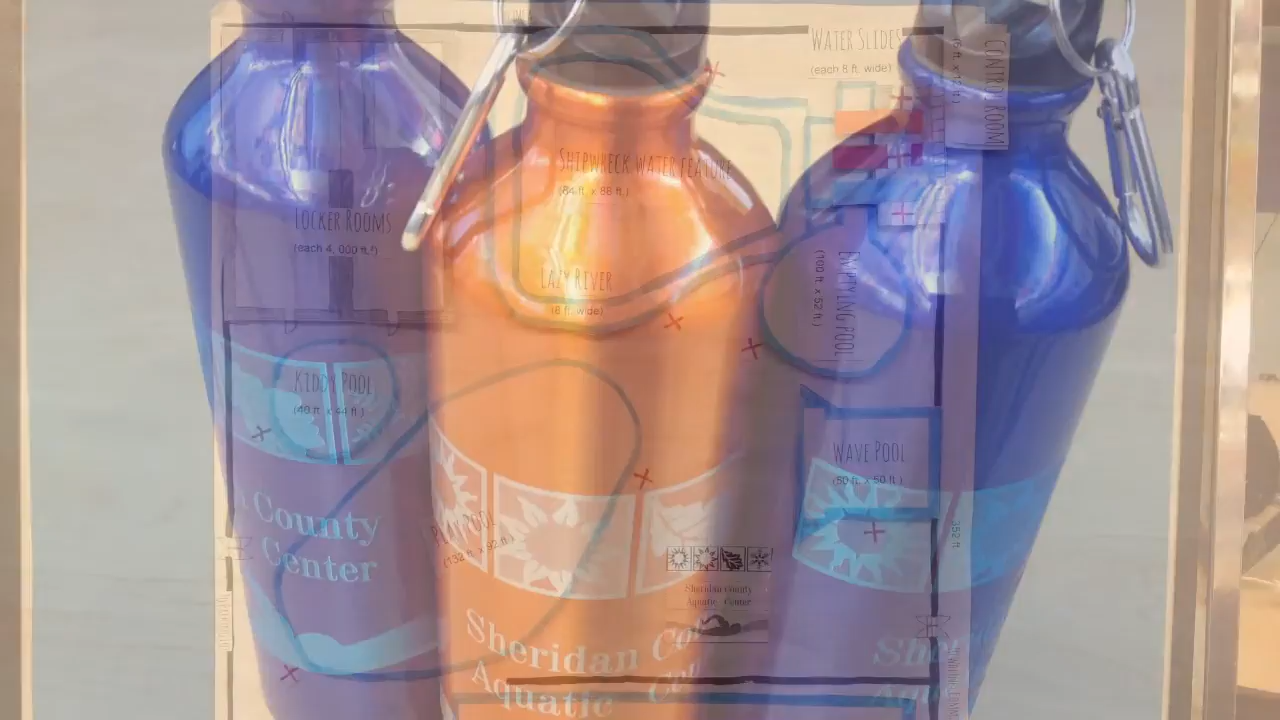 WATER SLIDES
(each 8 ft. wide)
CONTROL ROOM
SHIPWRECK WATER FEATURE
(84 ft. x 88 ft.)
LOCKER ROOMS
(each 4, 000 ft.²)
LAZY RIVER
(8 ft. wide)
EMPTYING POOL
(100 ft x 52 ft)
KIDDY POOL
(40 ft. x 44 ft.)
WAVE POOL
(50 ft. x 50 ft.)
County
Center
PLAY POOL
352 ft
Sheridan county
Aquatic Center
Sheridan Co
Aquatic